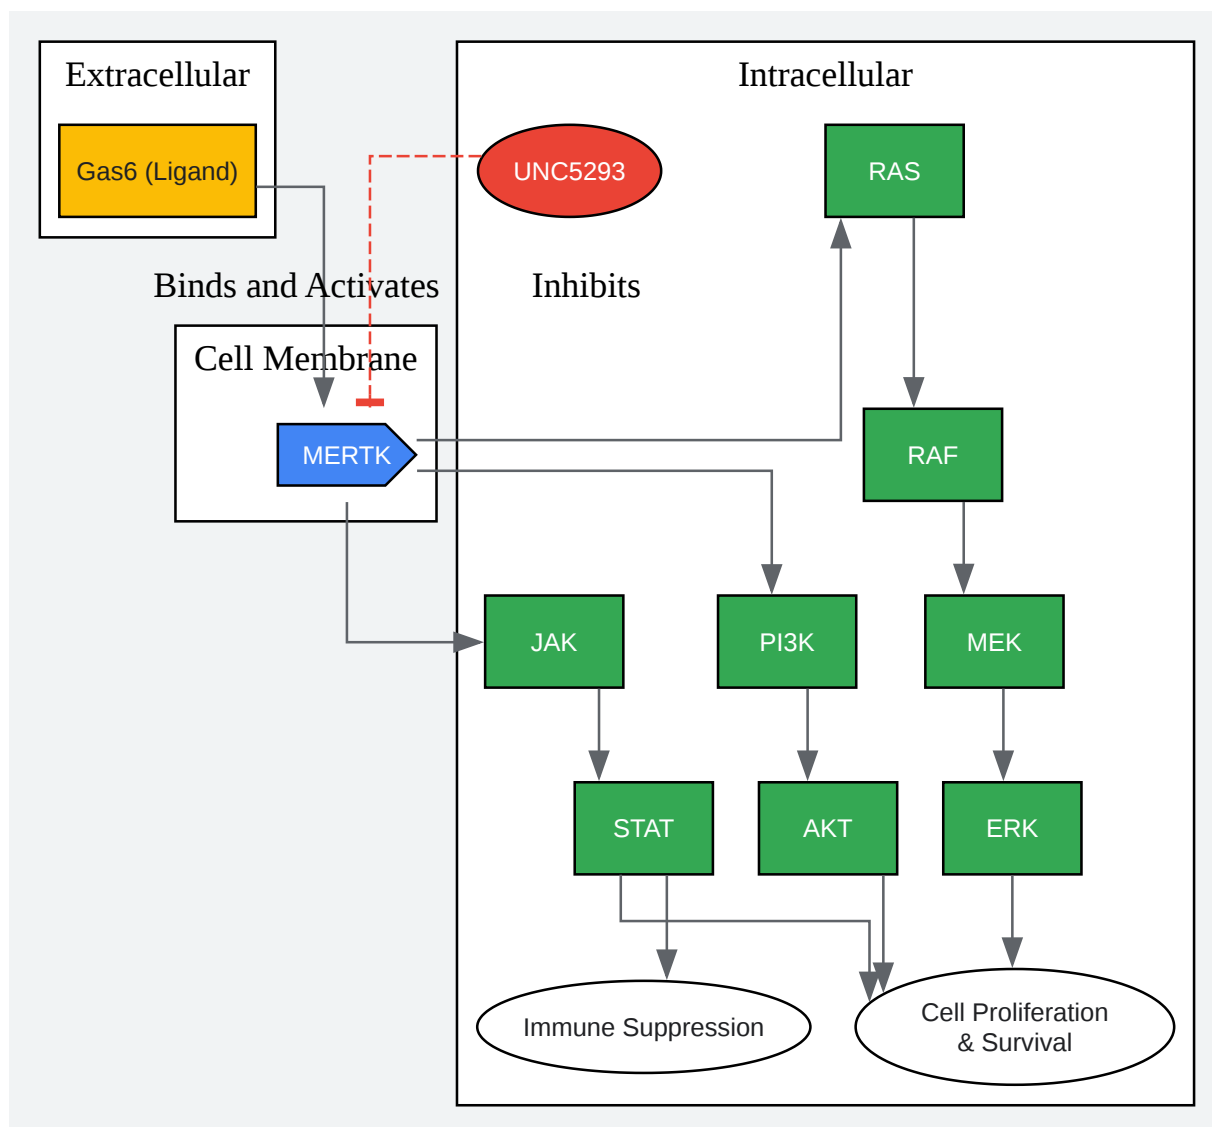 Extracellular
Intracellular
Gas6 (Ligand)
UNC5293
RAS
Binds and Activates
Inhibits
Cell Membrane
MERTK
RAF
JAK
PI3K
MEK
STAT
AKT
ERK
Immune Suppression
Cell Proliferation
& Survival